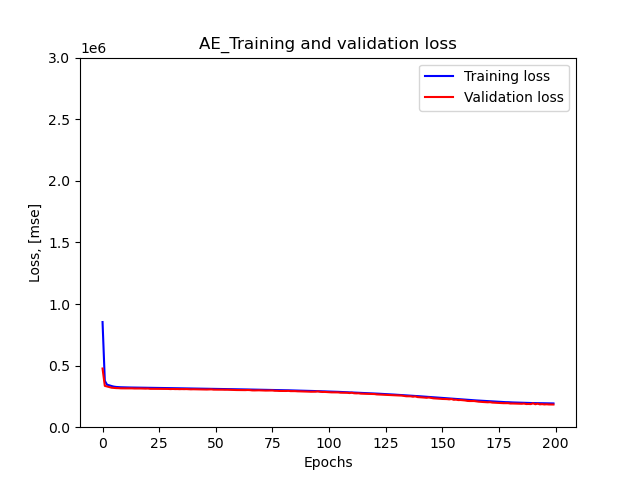 AE_Training and validation loss
1e6
3.0
2.5
2.0
1.5
1.0
0.5
0.0
Loss, [mse]
Training loss
Validation loss
0 25 50 75 100 125 150 175 200
Epochs